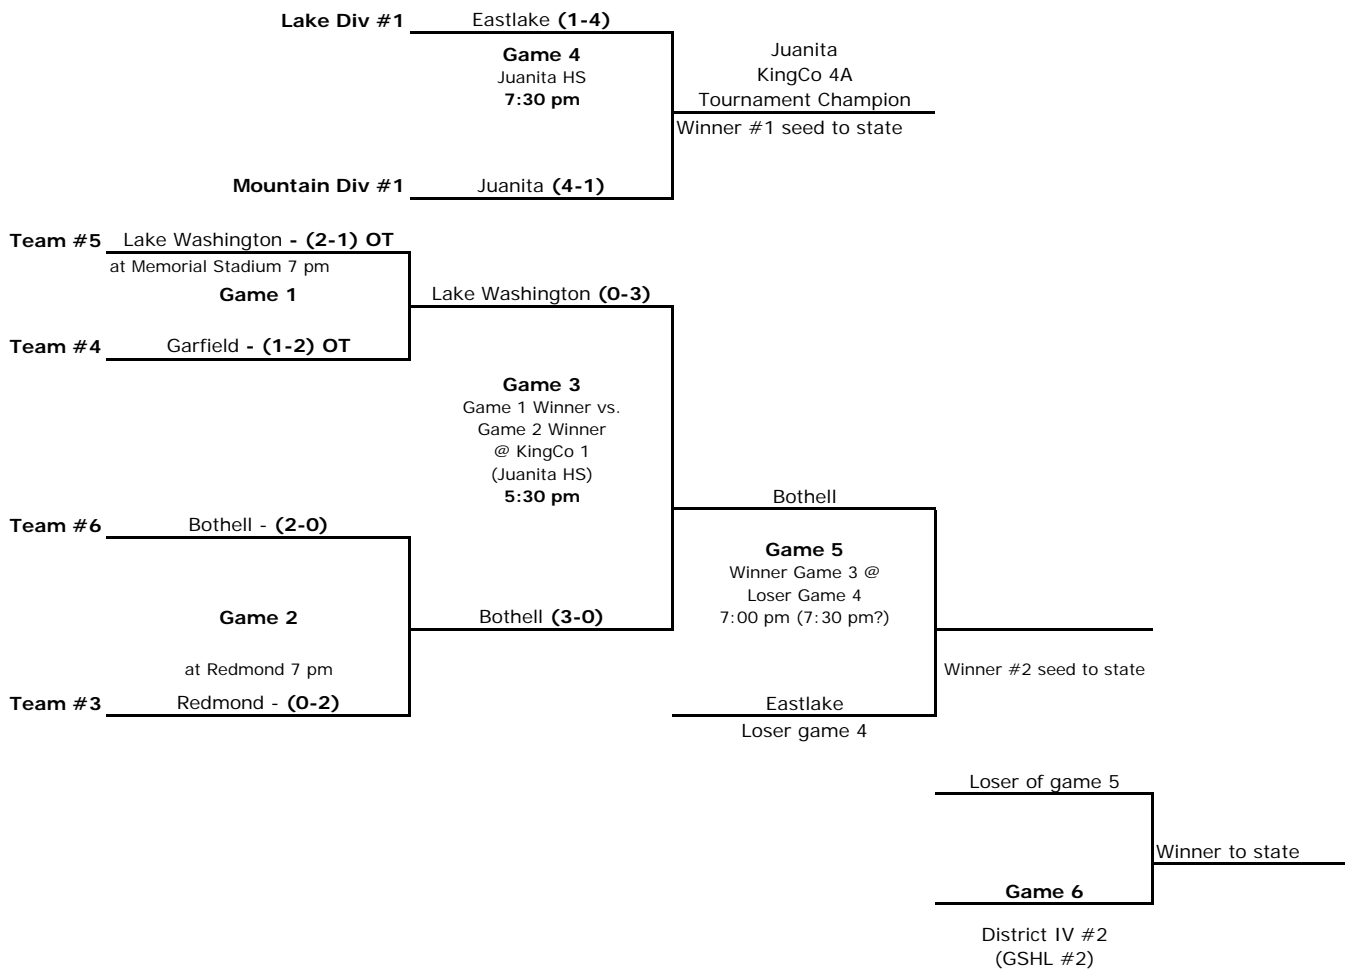 Lake Div #1
Eastlake (1-4)
Game 4
Juanita HS
7:30 pm
Juanita
KingCo 4A
Tournament Champion
Winner #1 seed to state
Mountain Div #1
Juanita (4-1)
Team #5
Lake Washington - (2-1) OT
at Memorial Stadium 7 pm
Game 1
Lake Washington (0-3)
Team #4
Garfield - (1-2) OT
Game 3
Game 1 Winner vs.
Game 2 Winner
@ KingCo 1
(Juanita HS)
5:30 pm
Team #6
Bothell - (2-0)
Bothell
Game 5
Winner Game 3 @
Loser Game 4
7:00 pm (7:30 pm?)
Game 2
Bothell (3-0)
at Redmond 7 pm
Winner #2 seed to state
Team #3
Redmond - (0-2)
Eastlake
Loser game 4
Loser of game 5
Winner to state
Game 6
District IV #2
(GSHL #2)